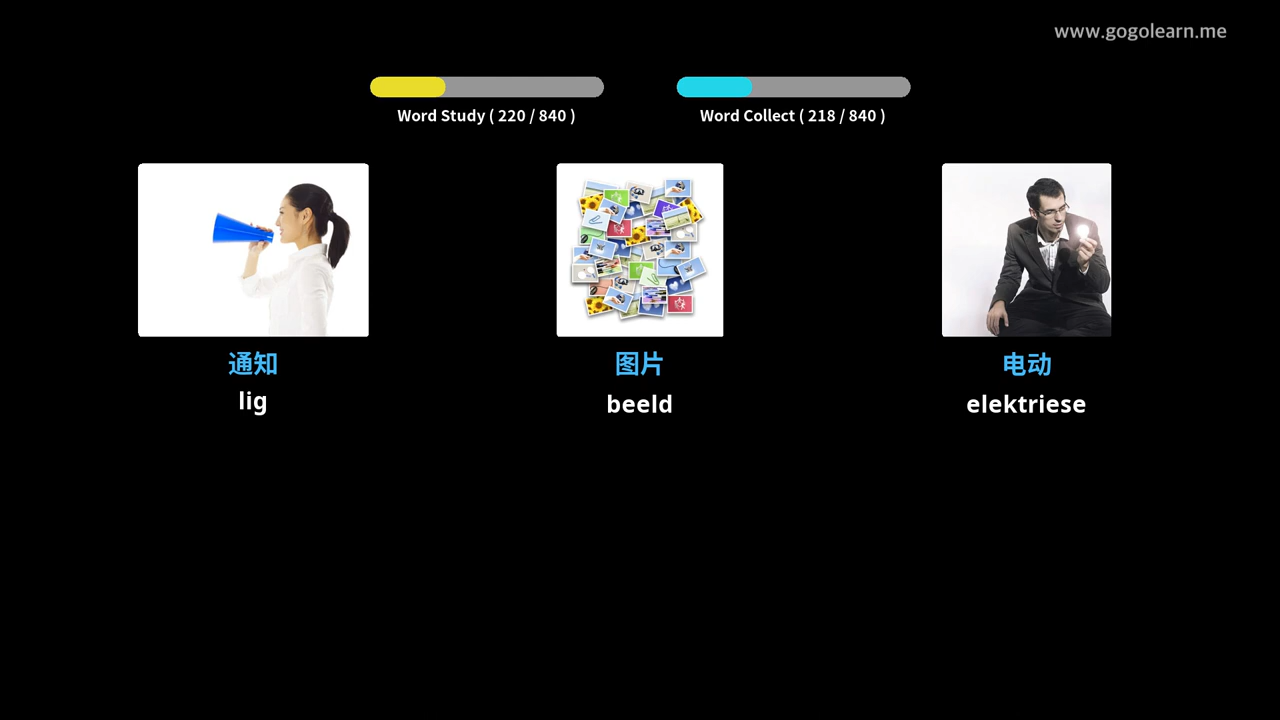 www.gogolearn.me
Word Study ( 220 / 840 )
Word Collect ( 218 / 840 )
通知
lig
图片
beeld
电动
elektriese